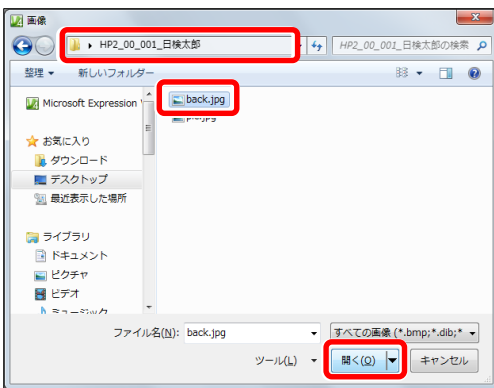 画像
HP2_00_001_日検太郎
HP2_00_001_日検太郎の検索
整理 新しいフォルダー
Microsoft Expression
back.jpg
お気に入り
ダウンロード
デスクトップ
最近表示した場所
ライブラリ
ドキュメント
ピクチャ
ビデオ
ミュージック
ファイル名(N): back.jpg すべての画像 (*.bmp;*.dib;*
ツール(L) 開く(O) キャンセル